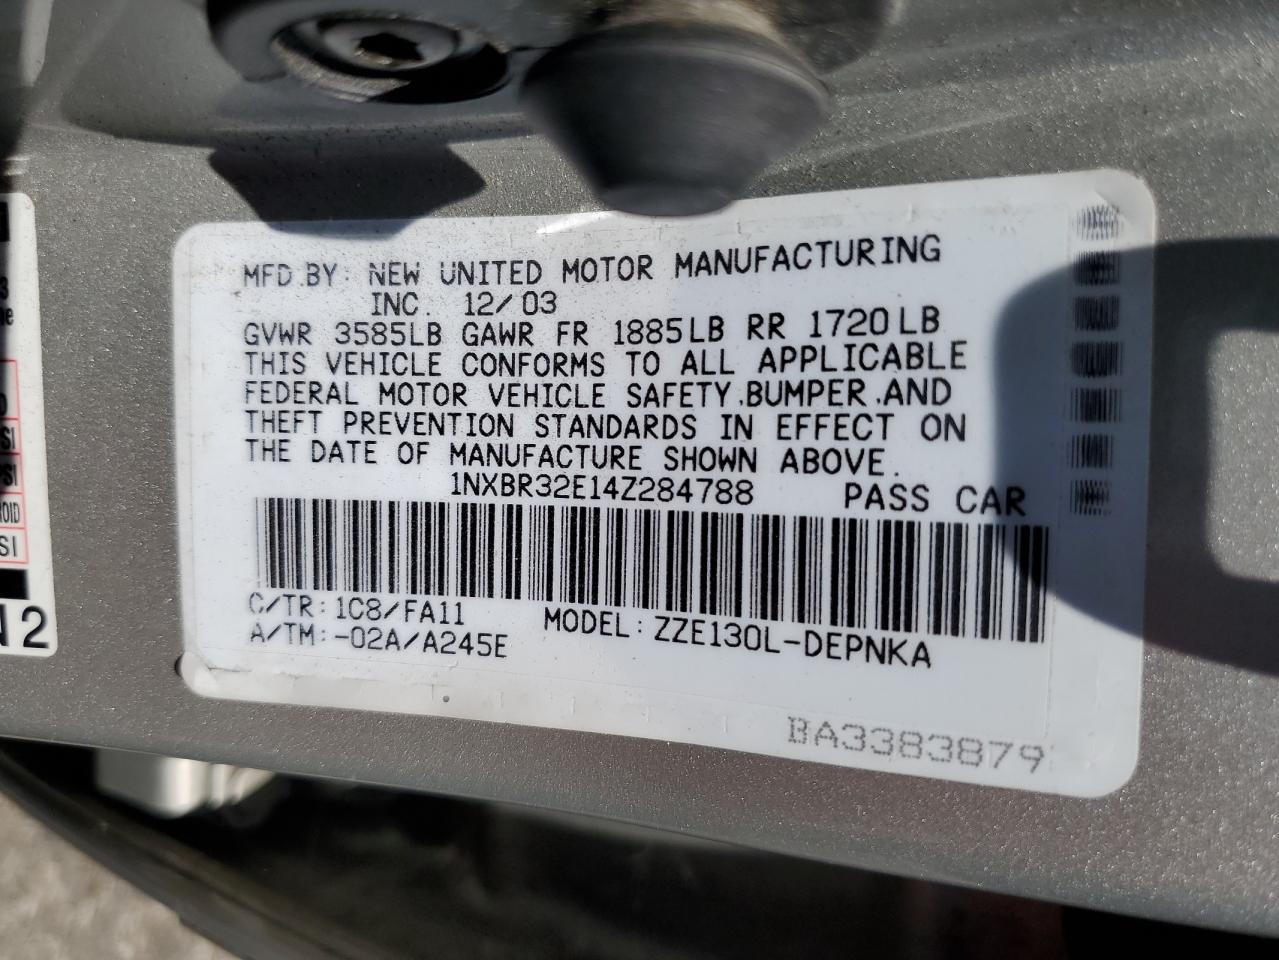 MFD.BY: NEW UNITED MOTOR MANUFACTURING
INC. 12/03
GVWR 3585LB GAWR FR 1885LB RR 1720LB
THIS VEHICLE CONFORMS TO ALL APPLICABLE
FEDERAL MOTOR VEHICLE SAFETY,BUMPER,AND
THEFT PREVENTION STANDARDS IN EFFECT ON
THE DATE OF MANUFACTURE SHOWN ABOVE.
1NXBR32E14Z284788 PASS CAR
C/TR: 1C8/FA11 MODEL: ZZE130L-DEPNKA
A/TM:-02A/A245E
BA3383879